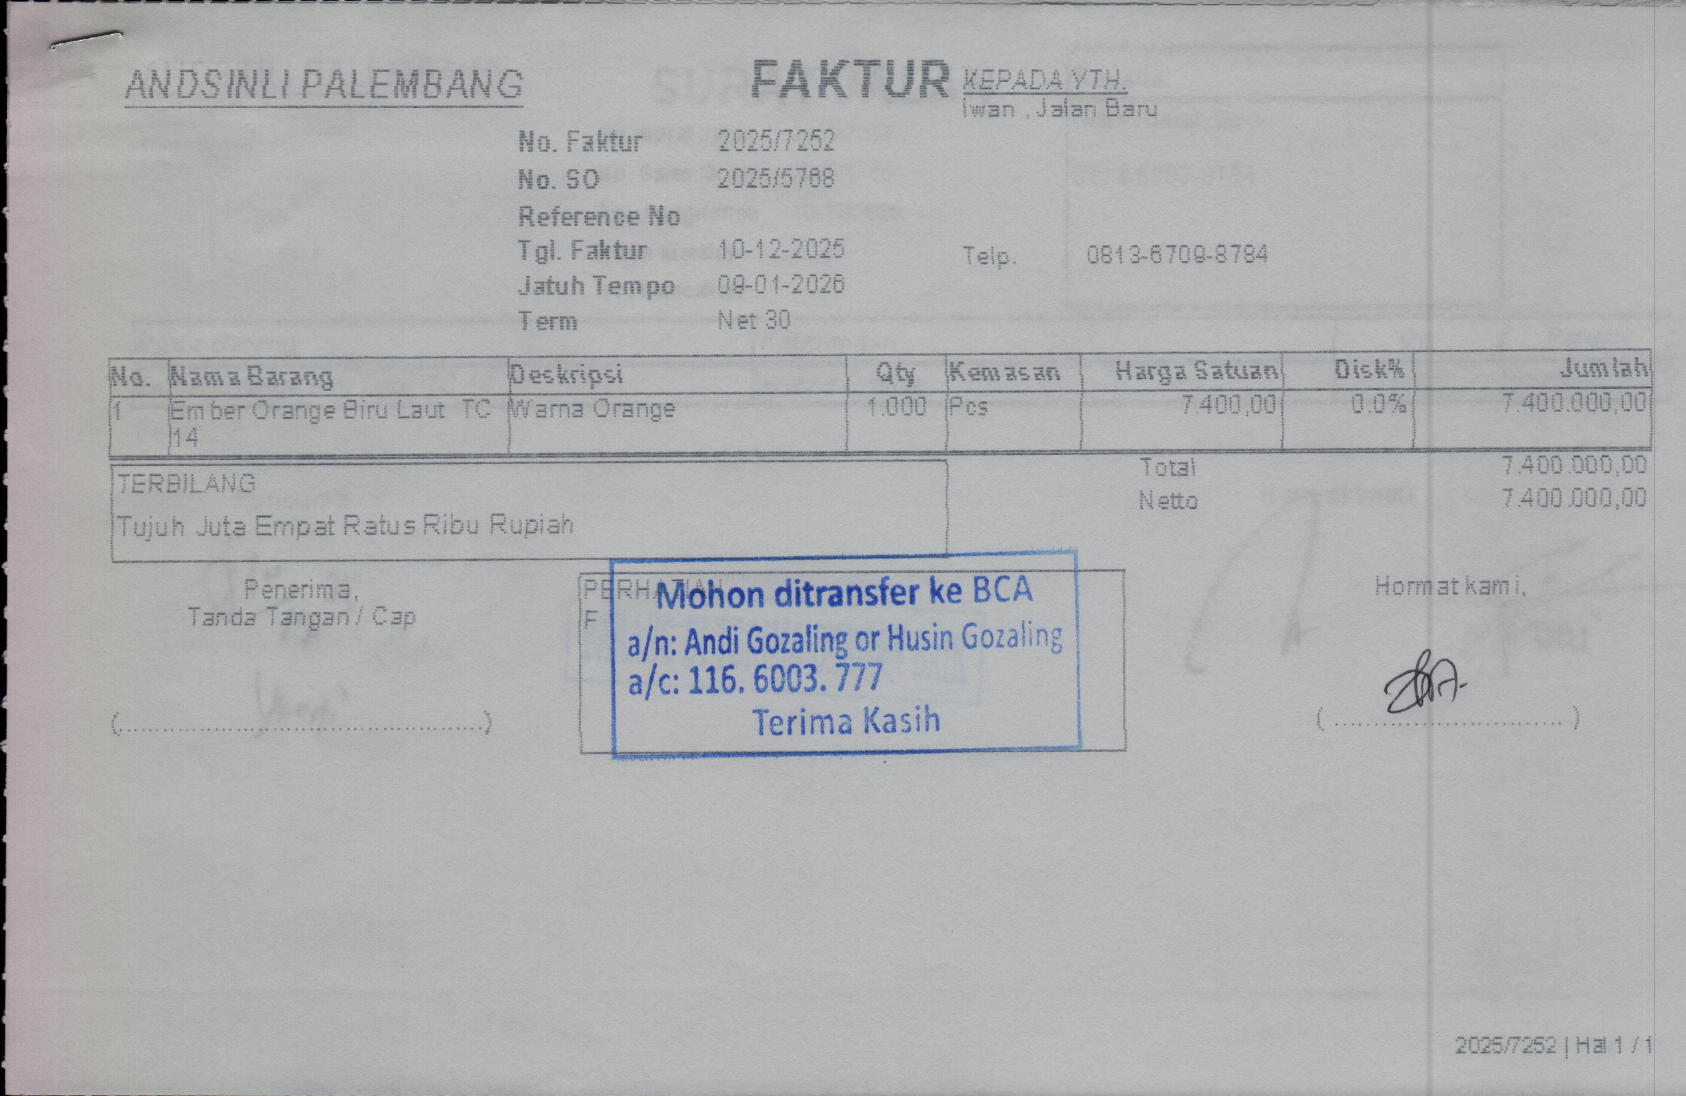 ANDSINLI PALEMBANG
FAKTUR
KEPADA YTH.
Iwan , Jalan Baru
No. Faktur 2025/7252
No. SO 2025/5768
Reference No
Tgl. Faktur 10-12-2025
Telp. 0813-6709-8784
Jatuh Tempo 09-01-2026
Term Net 30
No. Nama Barang Deskripsi Qty Kemasan Harga Satuan Disk% Jumlah
1 Ember Orange Biru Laut TC Warna Orange 1.000 Pcs 7.400,00 0.0% 7.400.000,00
14
Total 7.400.000,00
TERBILANG
Netto 7.400.000,00
Tujuh Juta Empat Ratus Ribu Rupiah
Penerima,
Tanda Tangan / Cap
PERHATIAN
F
Mohon ditransfer ke BCA
a/n: Andi Gozaling or Husin Gozaling
a/c: 116. 6003. 777
Terima Kasih
Hormat kami,
(..................................................)
(................................)
2025/7252 | Hal 1 / 1